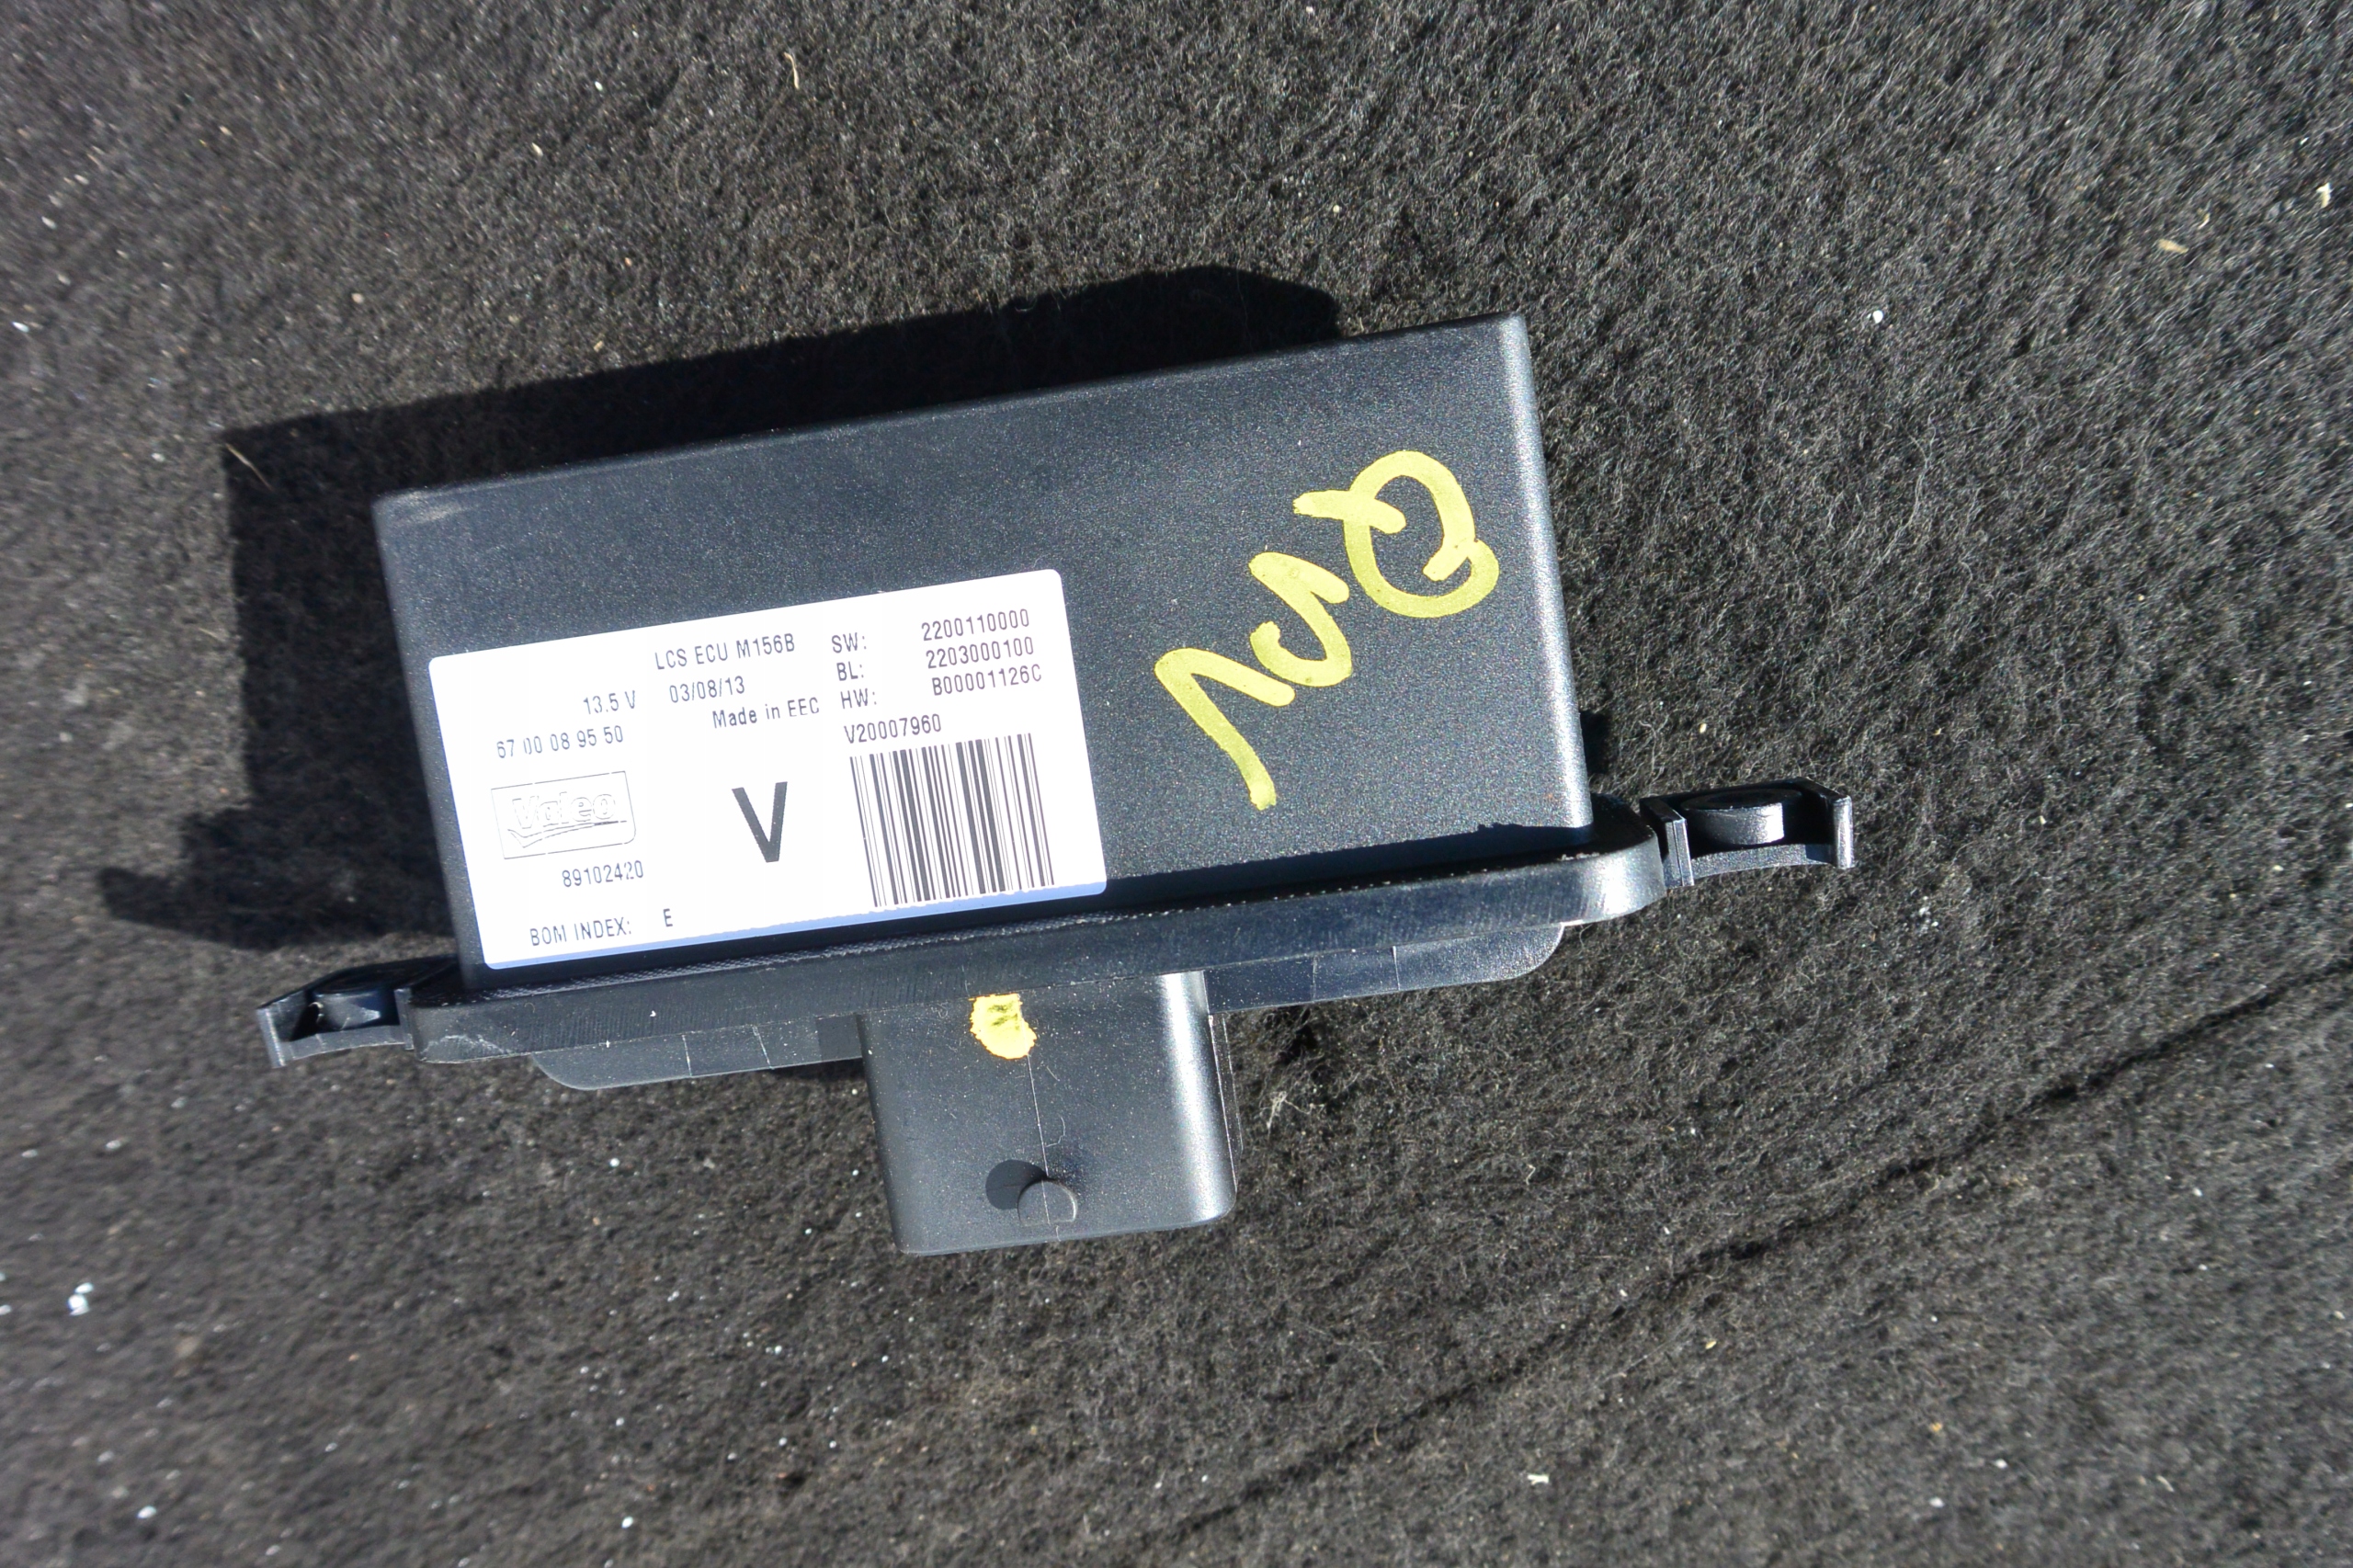 LCS ECU M156B
13.5 V 03/08/13
Made in EEC
67 00 08 95 50
SW: 2200110000
BL: 2203000100
HW: B00001126C
V20007960
Valeo
V
89102420
BOM INDEX: E